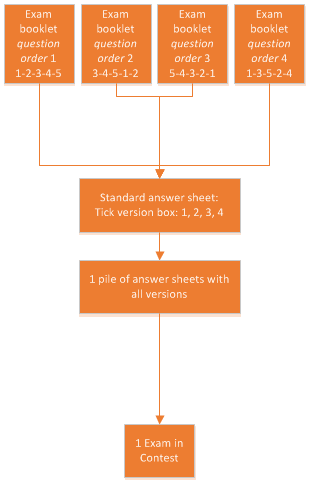 Exam
booklet
question
order 1
1-2-3-4-5
Exam
booklet
question
order 2
3-4-5-1-2
Exam
booklet
question
order 3
5-4-3-2-1
Exam
booklet
question
order 4
1-3-5-2-4
Standard answer sheet:
Tick version box: 1, 2, 3, 4
1 pile of answer sheets with
all versions
1 Exam in
Contest